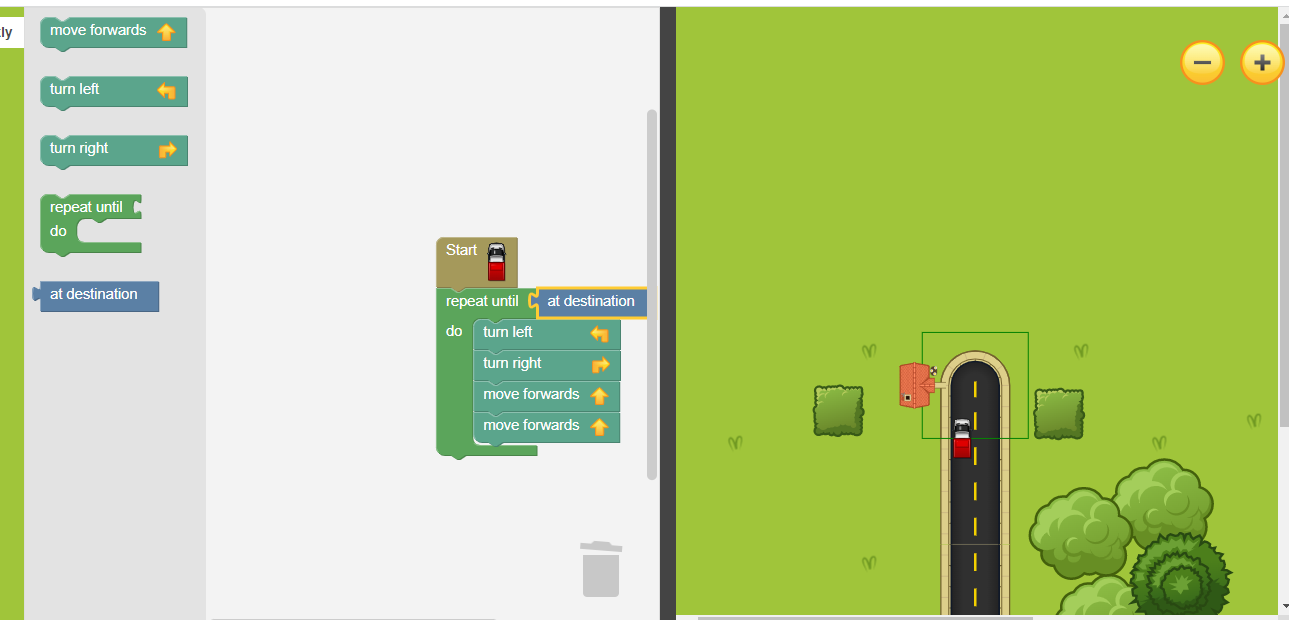 ly
move forwards
turn left
turn right
repeat until
do
at destination
Start
repeat until at destination
do turn left
turn right
move forwards
move forwards